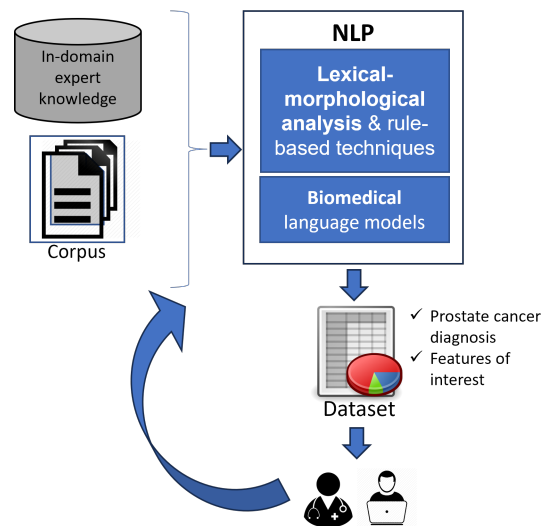 In-domain
expert
knowledge
Corpus
NLP
Lexical-
morphological
analysis & rule-
based techniques
Biomedical
language models
✓ Prostate cancer
diagnosis
✓ Features of
interest
Dataset